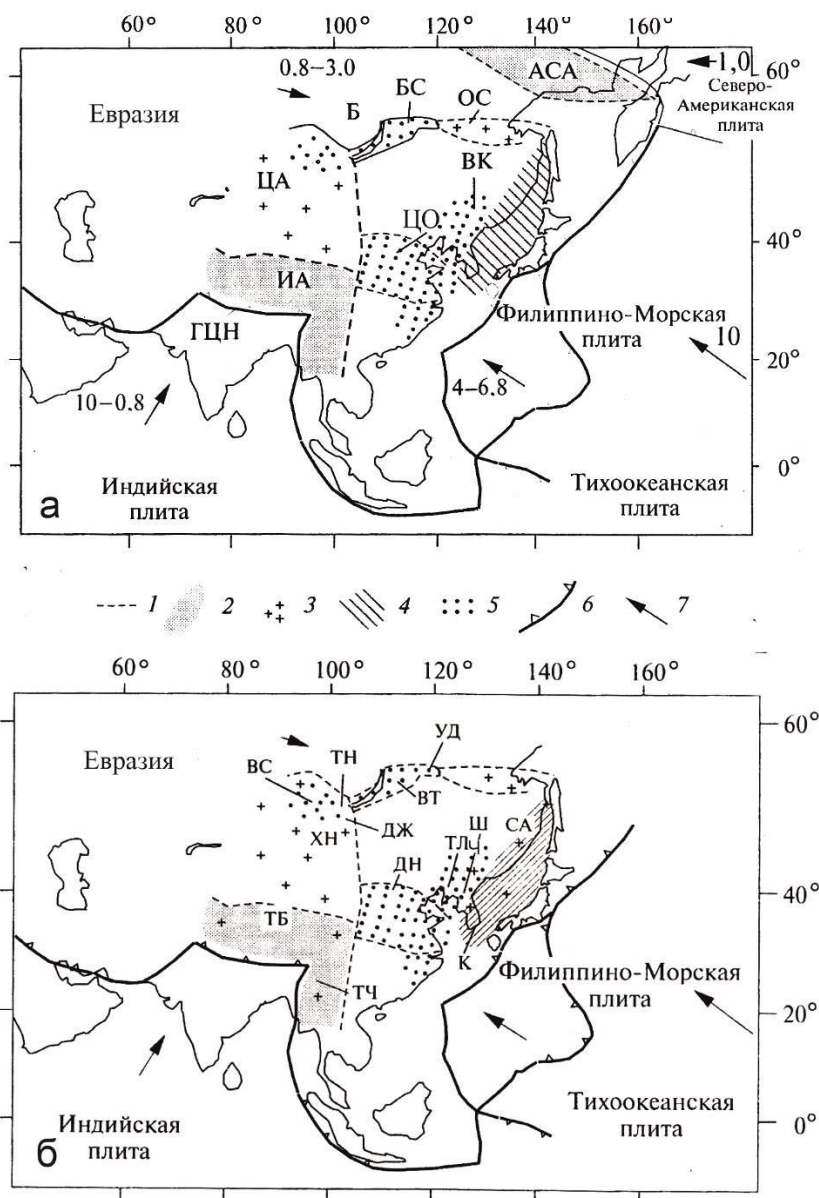 60° 80° 100° 120° 140° 160°
АСА
1,0
60°
Северо-
Американская
плита
0.8–3.0
Евразия
Б
БС
ОС
ВК
ЦА
ЦО
40°
ИА
ГЦН
Филиппино-Морская
плита
10
20°
10–0.8
4–6.8
0°
Индийская
плита
Тихоокеанская
плита
а
1 2 3 4 5 6 7
60° 80° 100° 120° 140° 160°
60°
Евразия
УД
ТН
ВС
ВТ
Ш
СА
ХН
ДЖ
ТЛ
Ч
ДН
40°
ТБ
К
ТЧ
Филиппино-Морская
плита
20°
Индийская
плита
Тихоокеанская
плита
0°
б